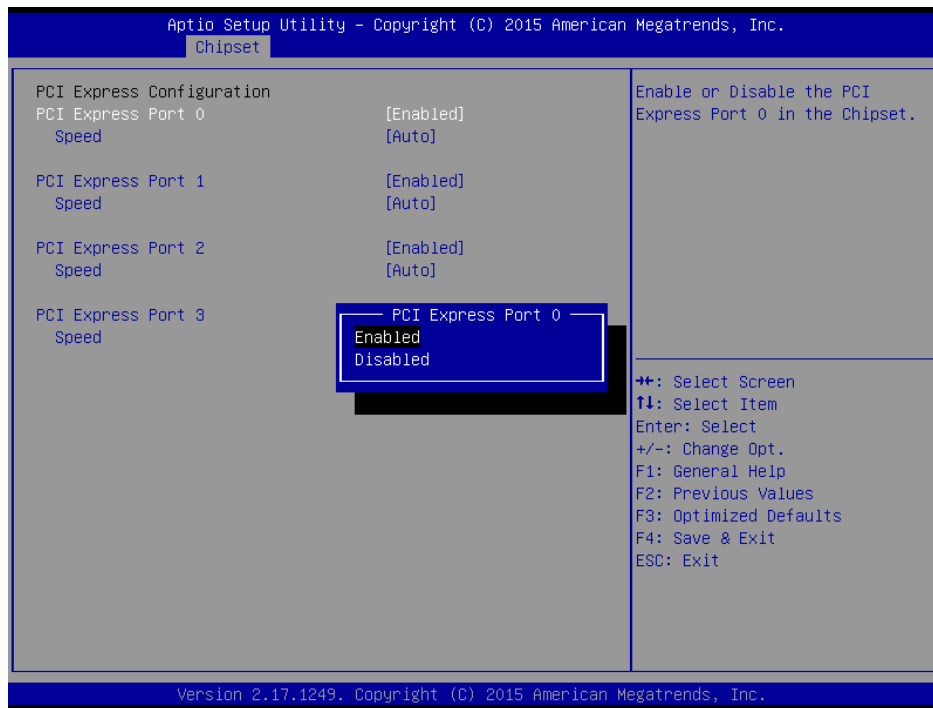 Aptio Setup Utility – Copyright (C) 2015 American Megatrends, Inc.
Chipset
PCI Express Configuration
PCI Express Port 0 [Enabled]
Speed [Auto]
PCI Express Port 1 [Enabled]
Speed [Auto]
PCI Express Port 2 [Enabled]
Speed [Auto]
PCI Express Port 3
Speed
PCI Express Port 0
Enabled
Disabled
Enable or Disable the PCI
Express Port 0 in the Chipset.
→←: Select Screen
↑↓: Select Item
Enter: Select
+/-: Change Opt.
F1: General Help
F2: Previous Values
F3: Optimized Defaults
F4: Save & Exit
ESC: Exit
Version 2.17.1249. Copyright (C) 2015 American Megatrends, Inc.